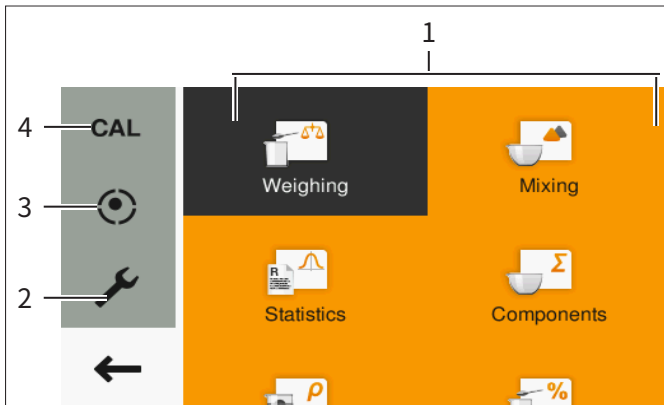 1
4
CAL
Weighing
Mixing
3
2
R
Σ
Statistics
Components
ρ
%